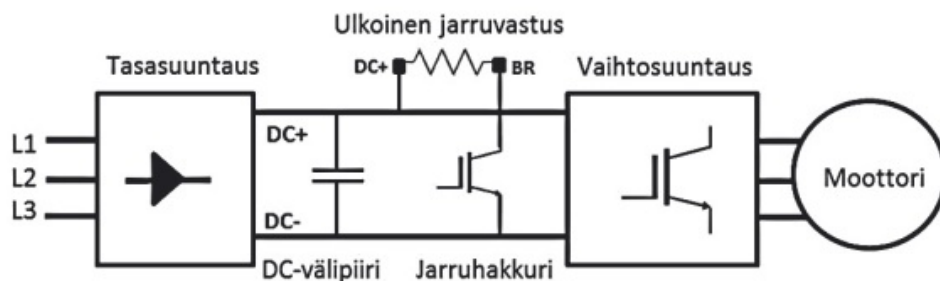 Ulkoinen jarruvastus
DC+ BR
Tasasuuntaus
Vaihtosuuntaus
L1
L2
L3
DC+
DC-
Moottori
DC-välipiiri
Jarruhakkuri